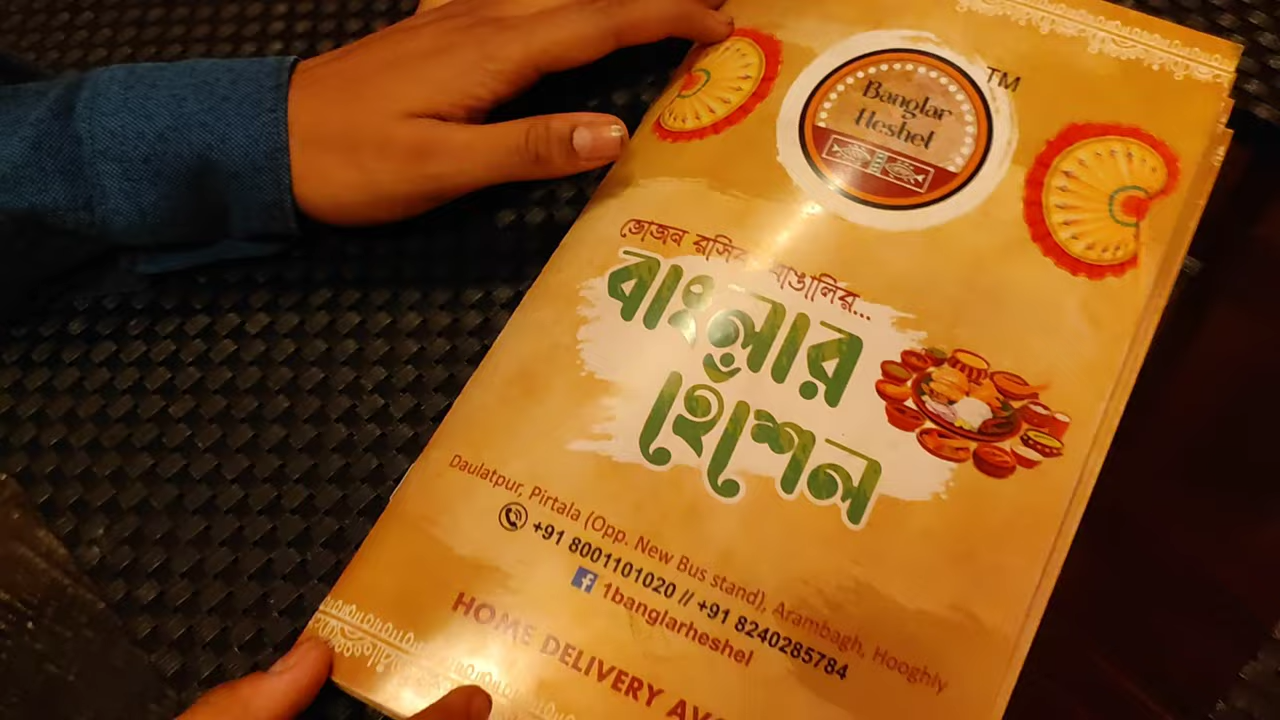 Banglar
Heshel
TM
ভোজন রসিক বাঙালির...
বাংলার
হেঁশেল
Daulatpur, Pirtala (Opp. New Bus stand), Arambagh, Hooghly
+91 8001101020 // +91 8240285784
1banglarheshel
HOME DELIVERY